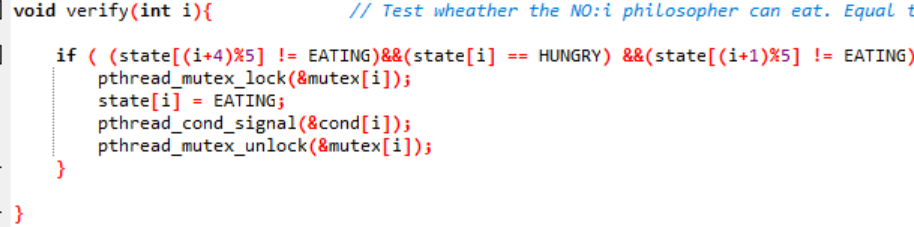 void verify(int i){ // Test wheather the NO:i philosopher can eat. Equal
if ( (state[(i+4)%5] != EATING)&&(state[i] == HUNGRY) &&(state[(i+1)%5] != EATING)
pthread_mutex_lock(&mutex[i]);
state[i] = EATING;
pthread_cond_signal(&cond[i]);
pthread_mutex_unlock(&mutex[i]);
}
}